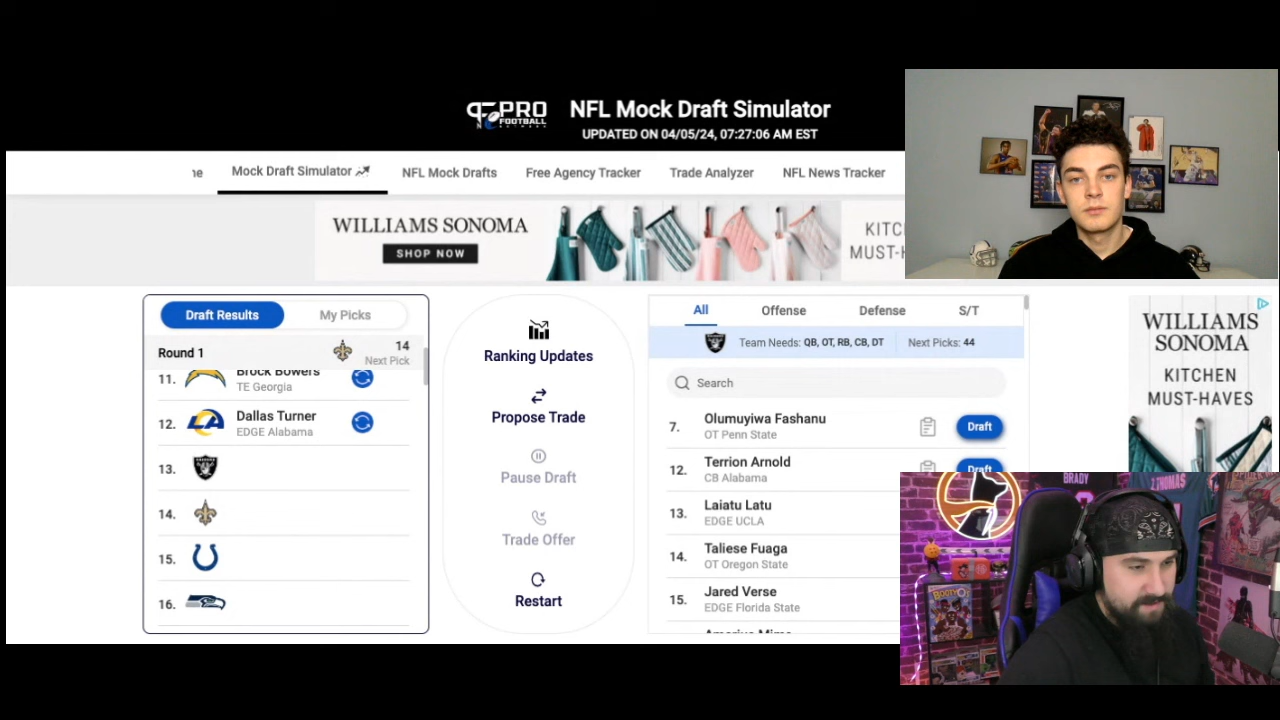 PRO
FOOTBALL
NETWORK
NFL Mock Draft Simulator
UPDATED ON 04/05/24, 07:27:06 AM EST
Mock Draft Simulator
NFL Mock Drafts
Free Agency Tracker
Trade Analyzer
NFL News Tracker
WILLIAMS SONOMA
SHOP NOW
KITC
MUST-H
Draft Results
My Picks
Round 1
14
Next Pick
11.
Brock Bowers
TE Georgia
12.
Dallas Turner
EDGE Alabama
13.
14.
15.
16.
Ranking Updates
Propose Trade
Pause Draft
Trade Offer
Restart
All
Offense
Defense
S/T
Team Needs: QB, OT, RB, CB, DT
Next Picks: 44
Search
7.
Olumuyiwa Fashanu
OT Penn State
Draft
12.
Terrion Arnold
CB Alabama
Draft
13.
Laiatu Latu
EDGE UCLA
14.
Taliese Fuaga
OT Oregon State
15.
Jared Verse
EDGE Florida State
WILLIAMS
SONOMA
KITCHEN
MUST-HAVES
BRADY
Z.THOMAS